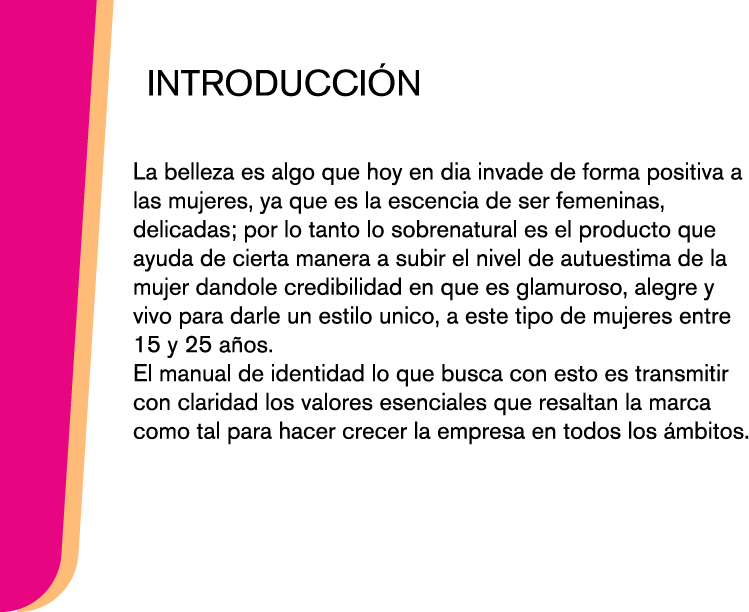 INTRODUCCIÓN
La belleza es algo que hoy en dia invade de forma positiva a
las mujeres, ya que es la escencia de ser femeninas,
delicadas; por lo tanto lo sobrenatural es el producto que
ayuda de cierta manera a subir el nivel de autuestima de la
mujer dandole credibilidad en que es glamuroso, alegre y
vivo para darle un estilo unico, a este tipo de mujeres entre
15 y 25 años.
El manual de identidad lo que busca con esto es transmitir
con claridad los valores esenciales que resaltan la marca
como tal para hacer crecer la empresa en todos los ámbitos.